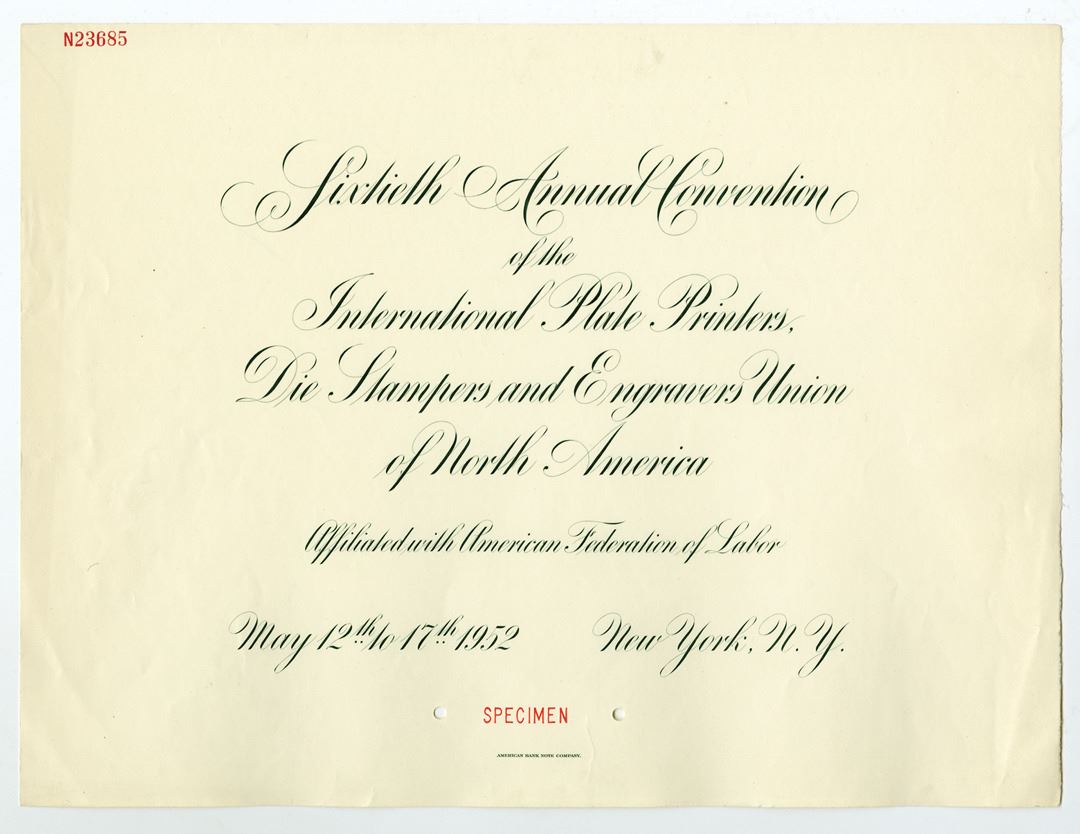 N23685
Sixtieth Annual Convention
of the
International Plate Printers,
Die Stampers and Engravers Union
of North America
Affiliated with American Federation of Labor
May 12th to 17th 1952 New York, N.Y.
SPECIMEN
AMERICAN BANK NOTE COMPANY.